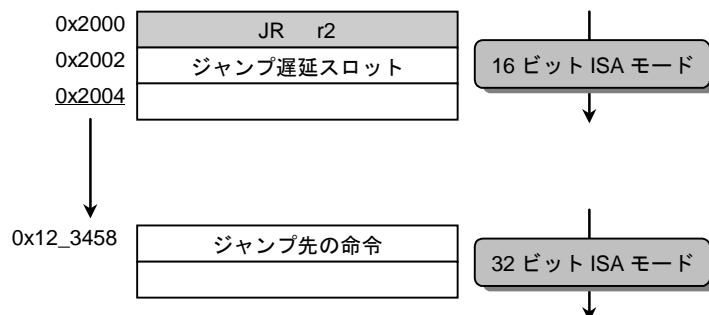 0x2000
JR r2
0x2002
ジャンプ遅延スロット
16 ビット ISA モード
0x2004
0x12_3458
ジャンプ先の命令
32 ビット ISA モード